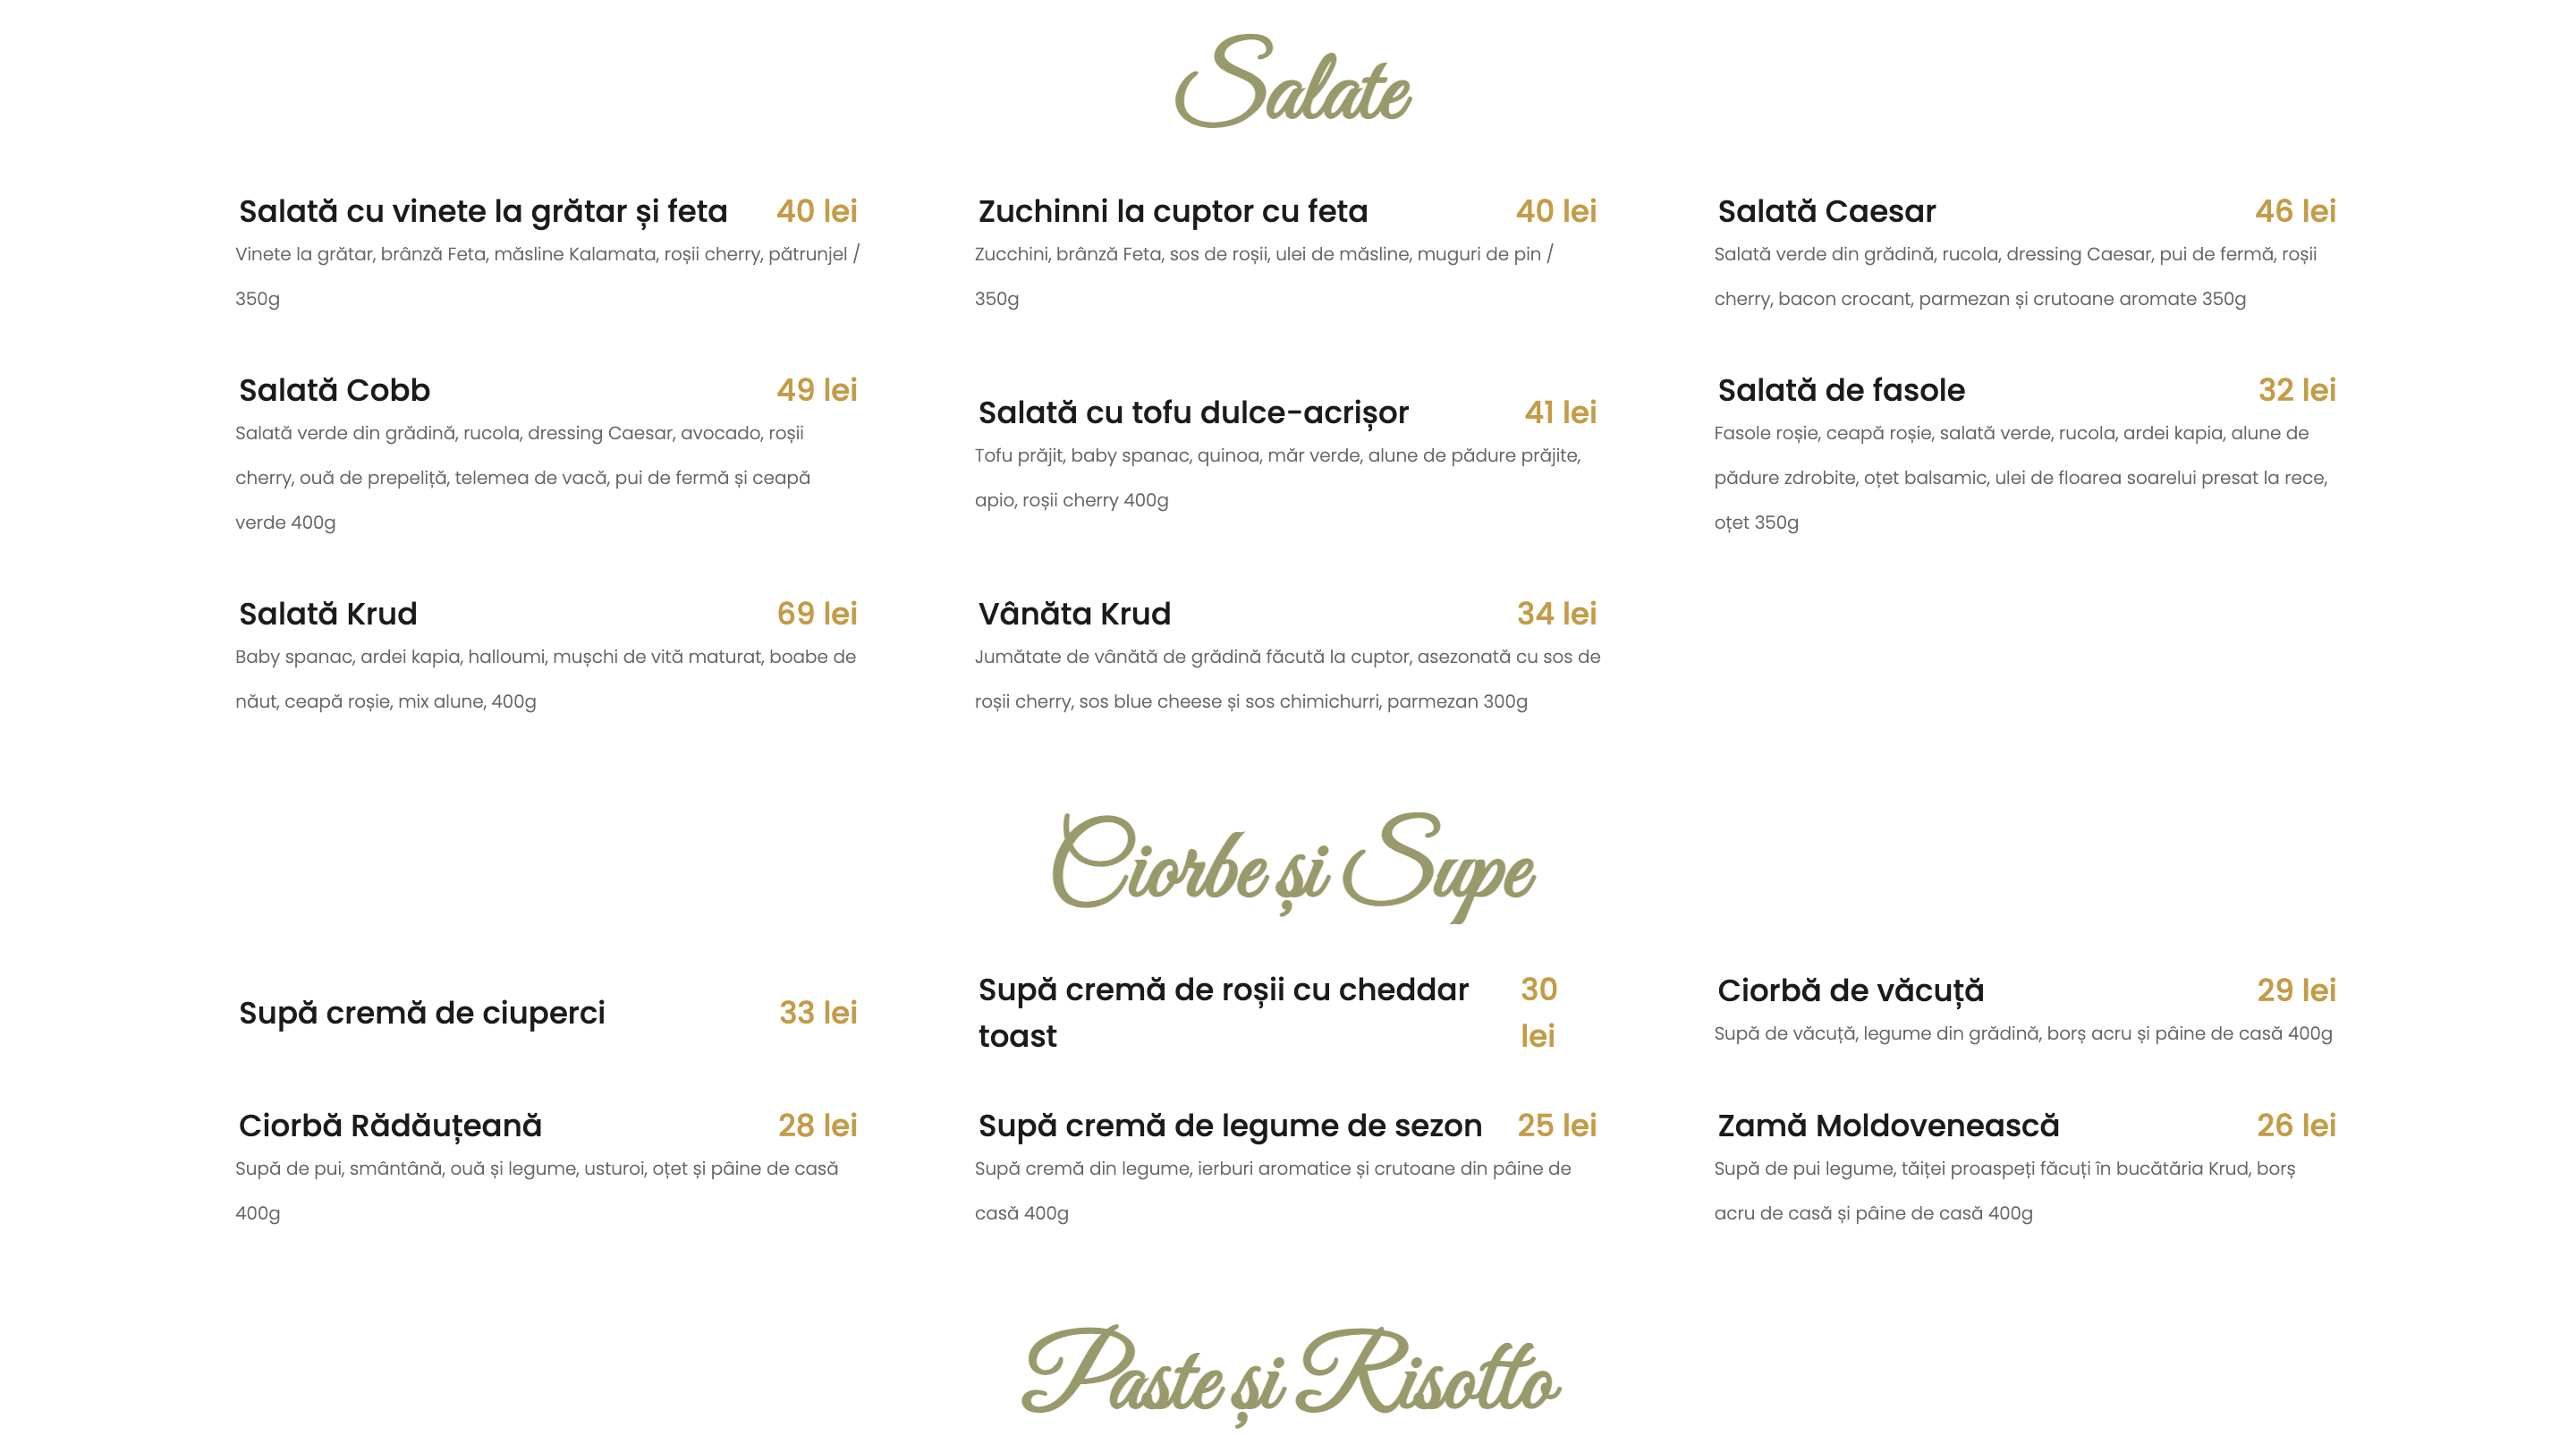 Salate
Salată cu vinete la grătar și feta 40 lei
Vinete la grătar, brânză Feta, măsline Kalamata, roșii cherry, pătrunjel /
350g
Zuchinni la cuptor cu feta 40 lei
Zucchini, brânză Feta, sos de roșii, ulei de măsline, muguri de pin /
350g
Salată Caesar 46 lei
Salată verde din grădină, rucola, dressing Caesar, pui de fermă, roșii
cherry, bacon crocant, parmezan și crutoane aromate 350g
Salată Cobb 49 lei
Salată verde din grădină, rucola, dressing Caesar, avocado, roșii
cherry, ouă de prepeliță, telemea de vacă, pui de fermă și ceapă
verde 400g
Salată cu tofu dulce-acrișor 41 lei
Tofu prăjit, baby spanac, quinoa, măr verde, alune de pădure prăjite,
apio, roșii cherry 400g
Salată de fasole 32 lei
Fasole roșie, ceapă roșie, salată verde, rucola, ardei kapia, alune de
pădure zdrobite, oțet balsamic, ulei de floarea soarelui presat la rece,
oțet 350g
Salată Krud 69 lei
Baby spanac, ardei kapia, halloumi, mușchi de vită maturat, boabe de
năut, ceapă roșie, mix alune, 400g
Vânăta Krud 34 lei
Jumătate de vânătă de grădină făcută la cuptor, asezonată cu sos de
roșii cherry, sos blue cheese și sos chimichurri, parmezan 300g
Ciorbe și Supe
Supă cremă de ciuperci 33 lei
Supă cremă de roșii cu cheddar 30
toast lei
Ciorbă de văcuță 29 lei
Supă de văcuță, legume din grădină, borș acru și pâine de casă 400g
Ciorbă Rădăuțeană 28 lei
Supă de pui, smântână, ouă și legume, usturoi, oțet și pâine de casă
400g
Supă cremă de legume de sezon 25 lei
Supă cremă din legume, ierburi aromatice și crutoane din pâine de
casă 400g
Zamă Moldovenească 26 lei
Supă de pui legume, tăiței proaspeți făcuți în bucătăria Krud, borș
acru de casă și pâine de casă 400g
Paste și Risotto